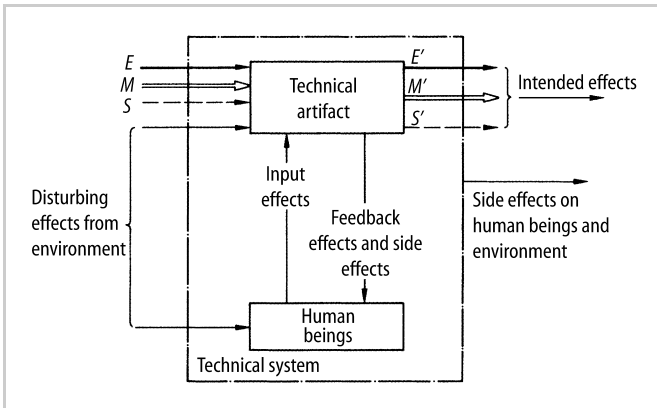 E
M
S
Technical
artifact
E'
M'
S'
Intended effects
Disturbing
effects from
environment
Input
effects
Feedback
effects and side
effects
Side effects on
human beings and
environment
Human
beings
Technical system